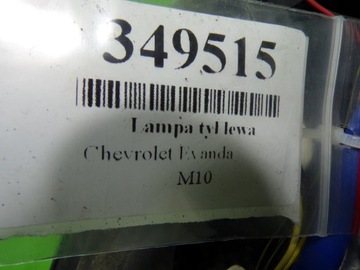 349515
Lampa tył lewa
Chevrolet Evanda
M10